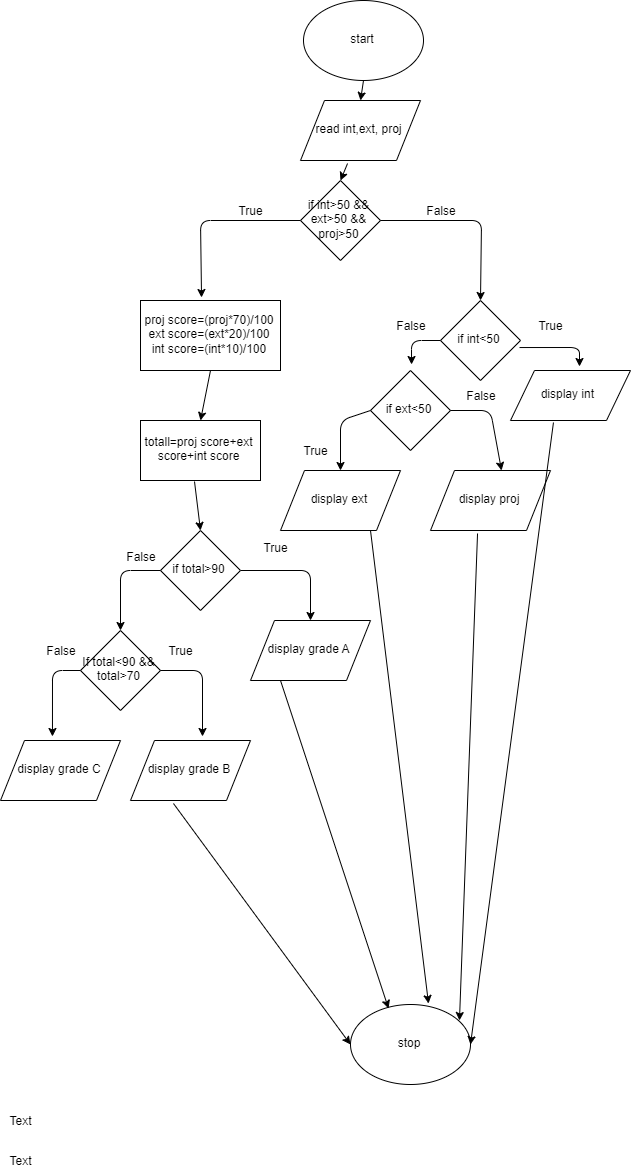 start
read int,ext, proj
if int>50 &&
ext>50 &&
proj>50
True
False
proj score=(proj*70)/100
ext score=(ext*20)/100
int score=(int*10)/100
False
if int<50
True
display int
if ext<50
False
True
totall=proj score+ext
score+int score
display ext
display proj
False
if total>90
True
display grade A
False
If total<90 &&
total>70
True
display grade C
display grade B
stop
Text
Text